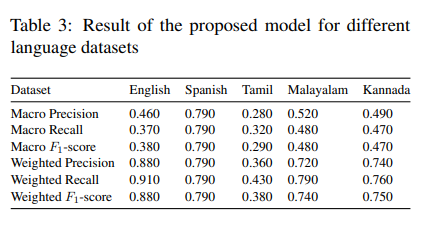 Table 3: Result of the proposed model for different
language datasets
Dataset English Spanish Tamil Malayalam Kannada
Macro Precision 0.460 0.790 0.280 0.520 0.490
Macro Recall 0.370 0.790 0.320 0.480 0.470
Macro F₁-score 0.380 0.790 0.290 0.480 0.470
Weighted Precision 0.880 0.790 0.360 0.720 0.740
Weighted Recall 0.910 0.790 0.430 0.790 0.760
Weighted F₁-score 0.880 0.790 0.380 0.740 0.750